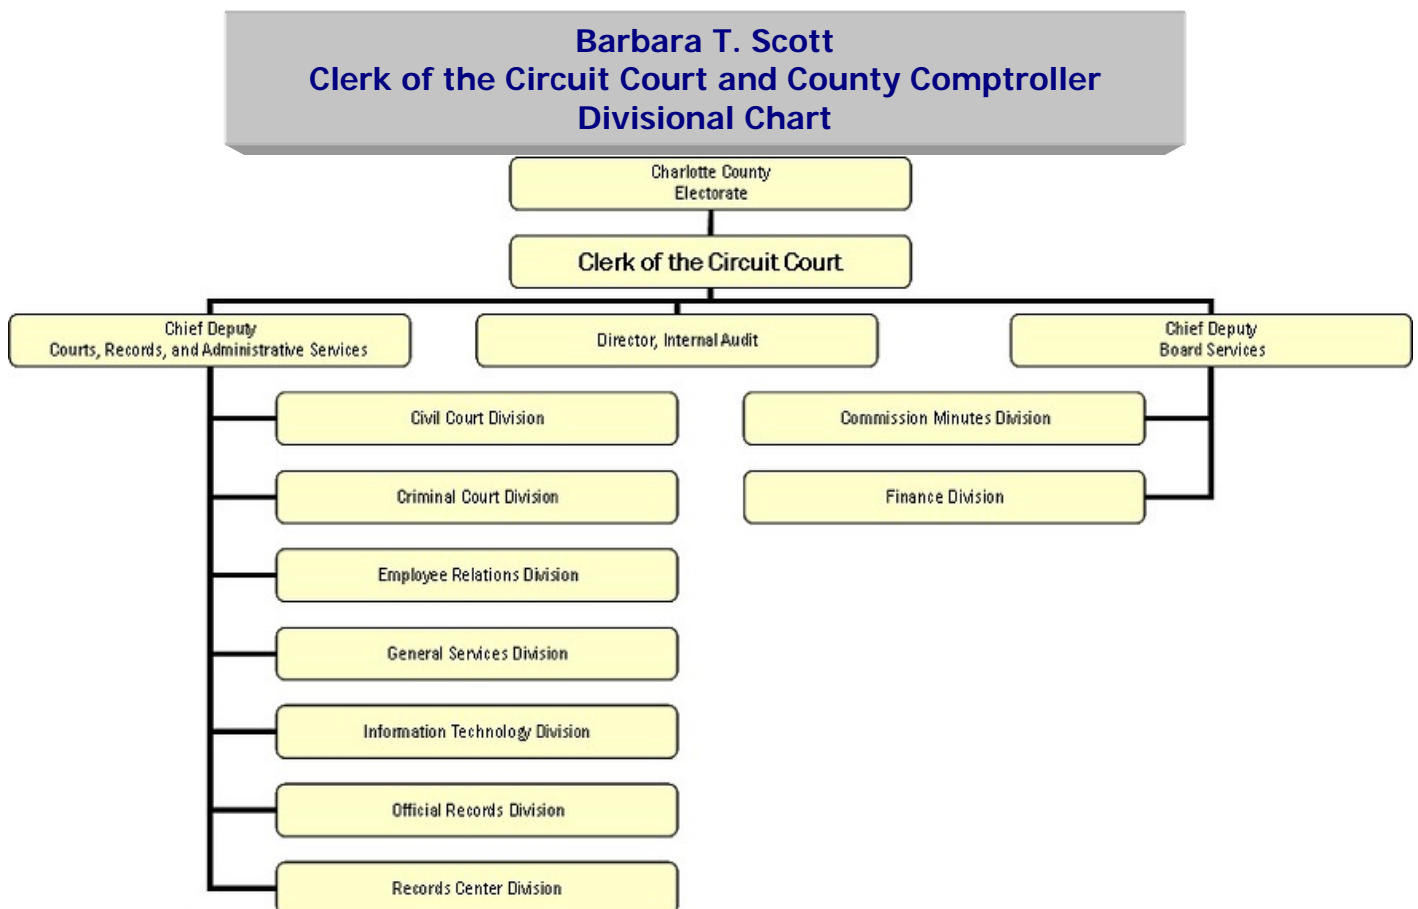 Barbara T. Scott
Clerk of the Circuit Court and County Comptroller
Divisional Chart
Charlotte County
Electorate
Clerk of the Circuit Court
Chief Deputy
Courts, Records, and Administrative Services
Director, Internal Audit
Chief Deputy
Board Services
Civil Court Division
Commission Minutes Division
Criminal Court Division
Finance Division
Employee Relations Division
General Services Division
Information Technology Division
Official Records Division
Records Center Division